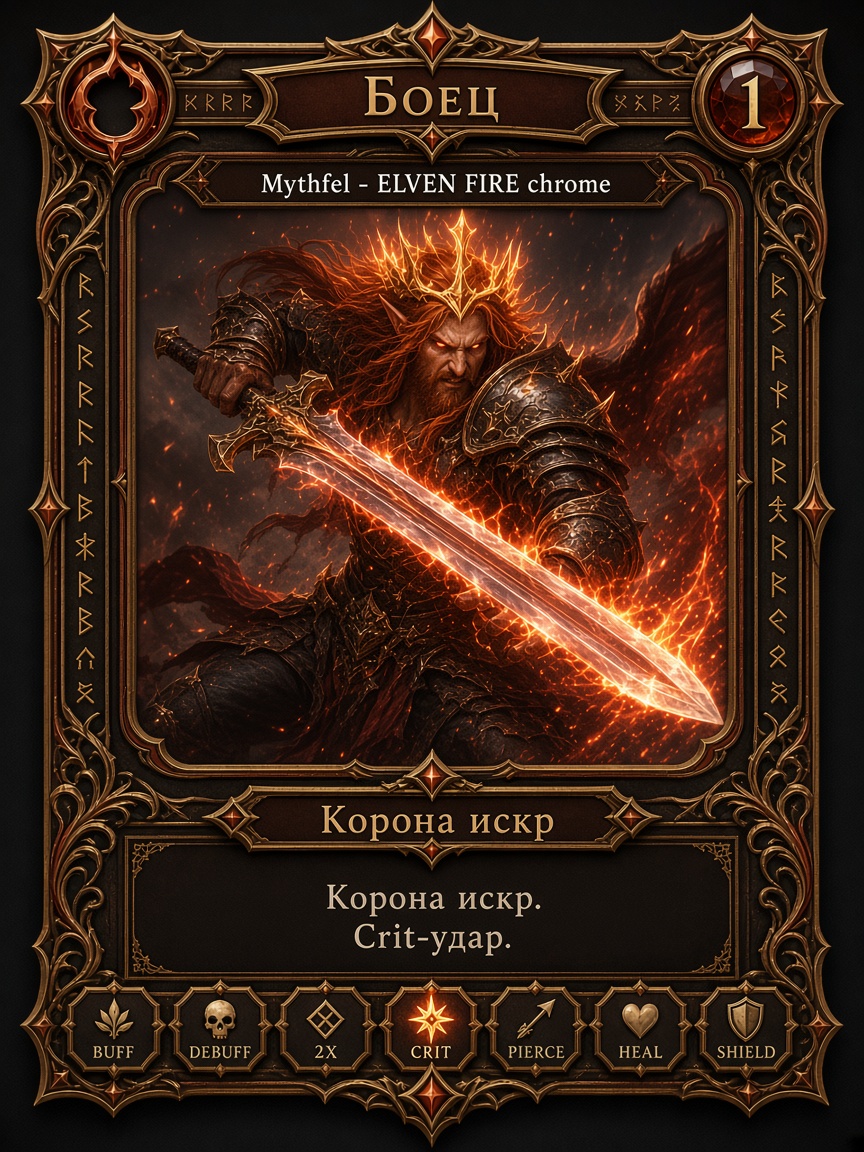 Боец
1
Mythfel - ELVEN FIRE chrome
Корона искр
Корона искр.
Crit-удар.
BUFF
DEBUFF
2X
CRIT
PIERCE
HEAL
SHIELD